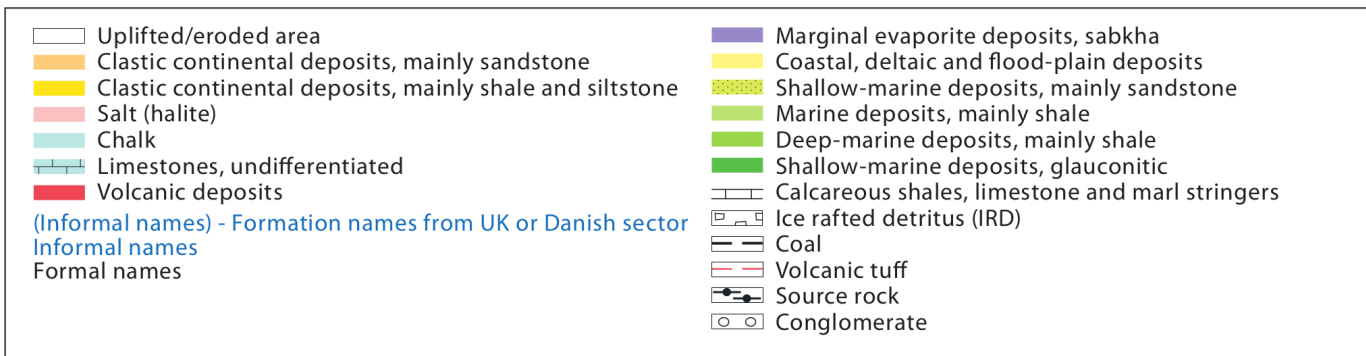 Uplifted/eroded area
Clastic continental deposits, mainly sandstone
Clastic continental deposits, mainly shale and siltstone
Salt (halite)
Chalk
Limestones, undifferentiated
Volcanic deposits
(Informal names) - Formation names from UK or Danish sector
Informal names
Formal names
Marginal evaporite deposits, sabkha
Coastal, deltaic and flood-plain deposits
Shallow-marine deposits, mainly sandstone
Marine deposits, mainly shale
Deep-marine deposits, mainly shale
Shallow-marine deposits, glauconitic
Calcareous shales, limestone and marl stringers
Ice rafted detritus (IRD)
Coal
Volcanic tuff
Source rock
Conglomerate